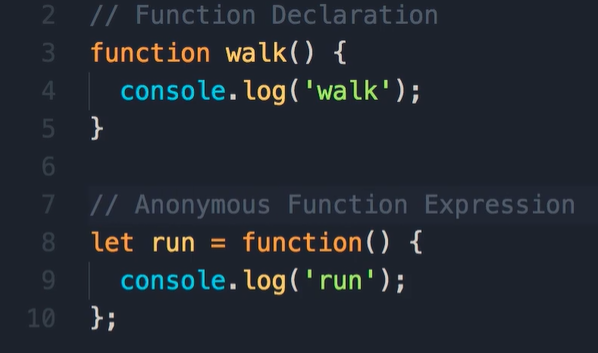 2 // Function Declaration
3 function walk() {
4   console.log('walk');
5 }
6
7 // Anonymous Function Expression
8 let run = function() {
9   console.log('run');
10 };